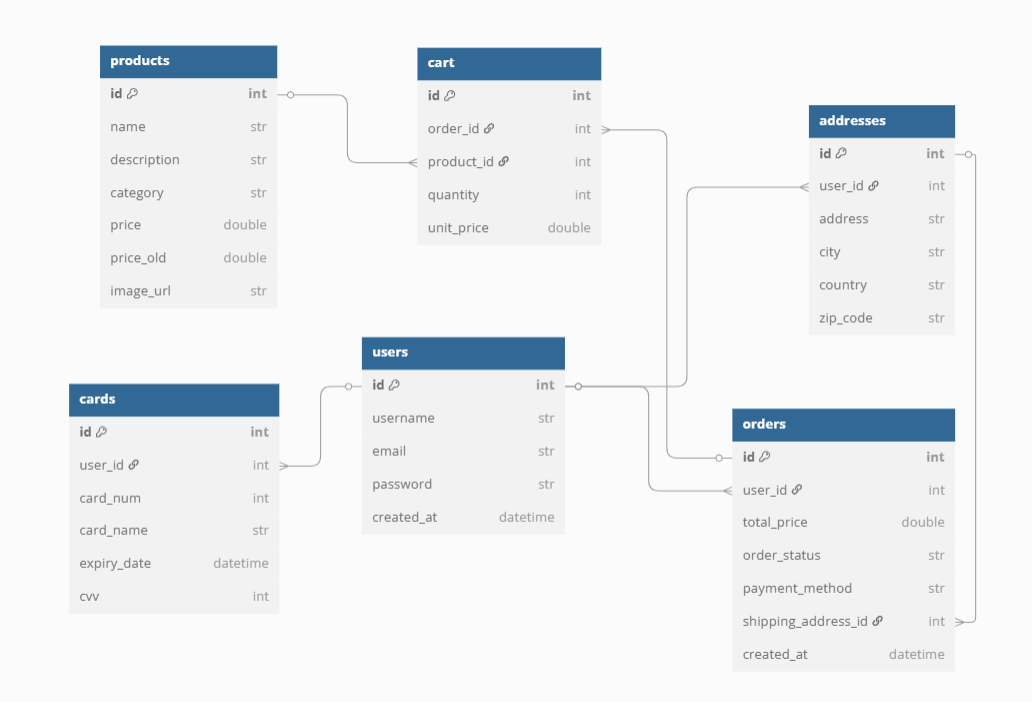 products
id int
name str
description str
category str
price double
price_old double
image_url str
cart
id int
order_id int
product_id int
quantity int
unit_price double
addresses
id int
user_id int
address str
city str
country str
zip_code str
users
id int
username str
email str
password str
created_at datetime
cards
id int
user_id int
card_num int
card_name str
expiry_date datetime
cvv int
orders
id int
user_id int
total_price double
order_status str
payment_method str
shipping_address_id int
created_at datetime